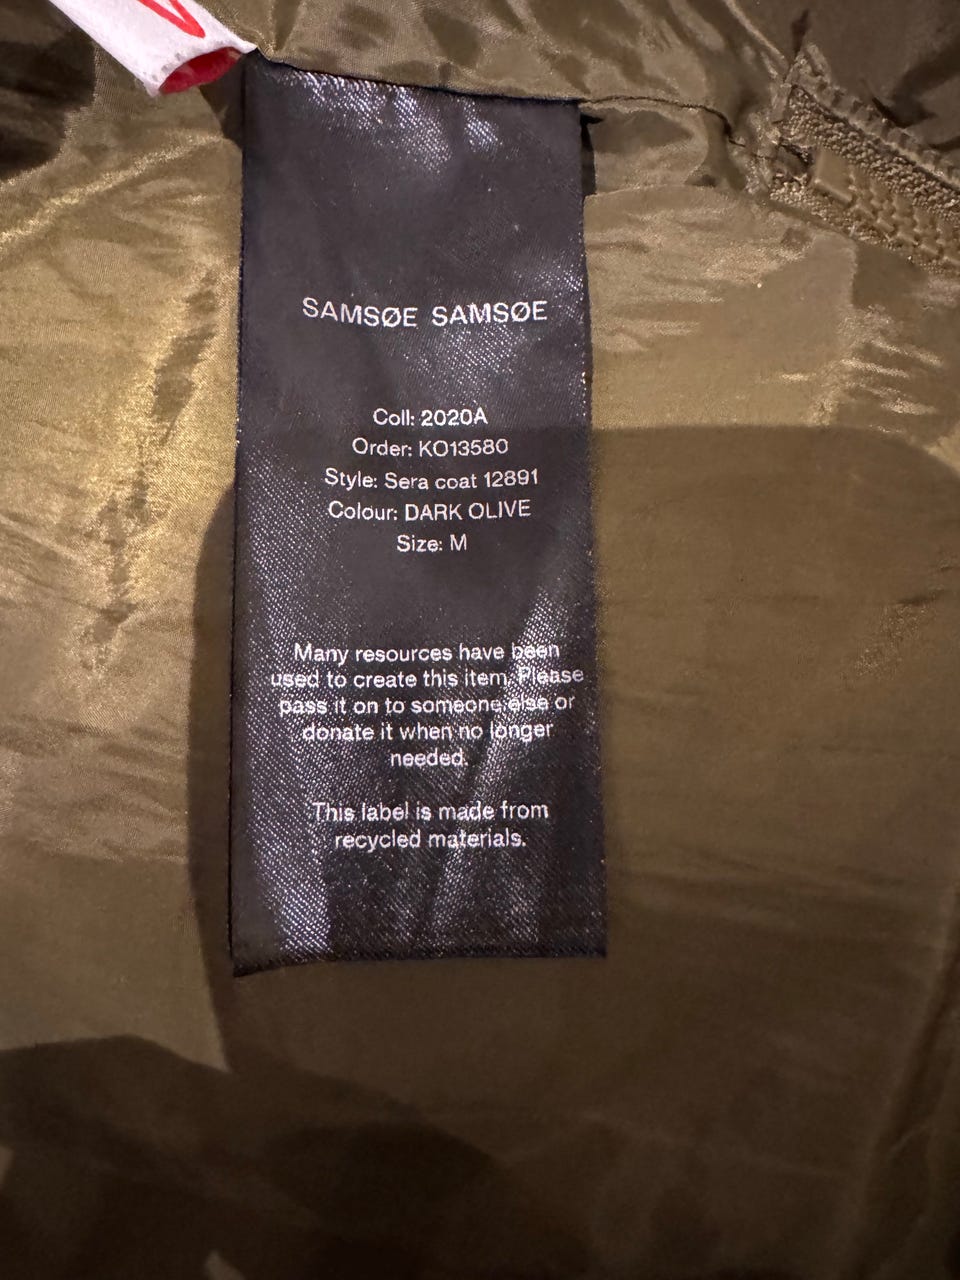 SAMSØE SAMSØE
Coll: 2020A
Order: KO13580
Style: Sera coat 12891
Colour: DARK OLIVE
Size: M
Many resources have been
used to create this item. Please
pass it on to someone else or
donate it when no longer
needed.
This label is made from
recycled materials.